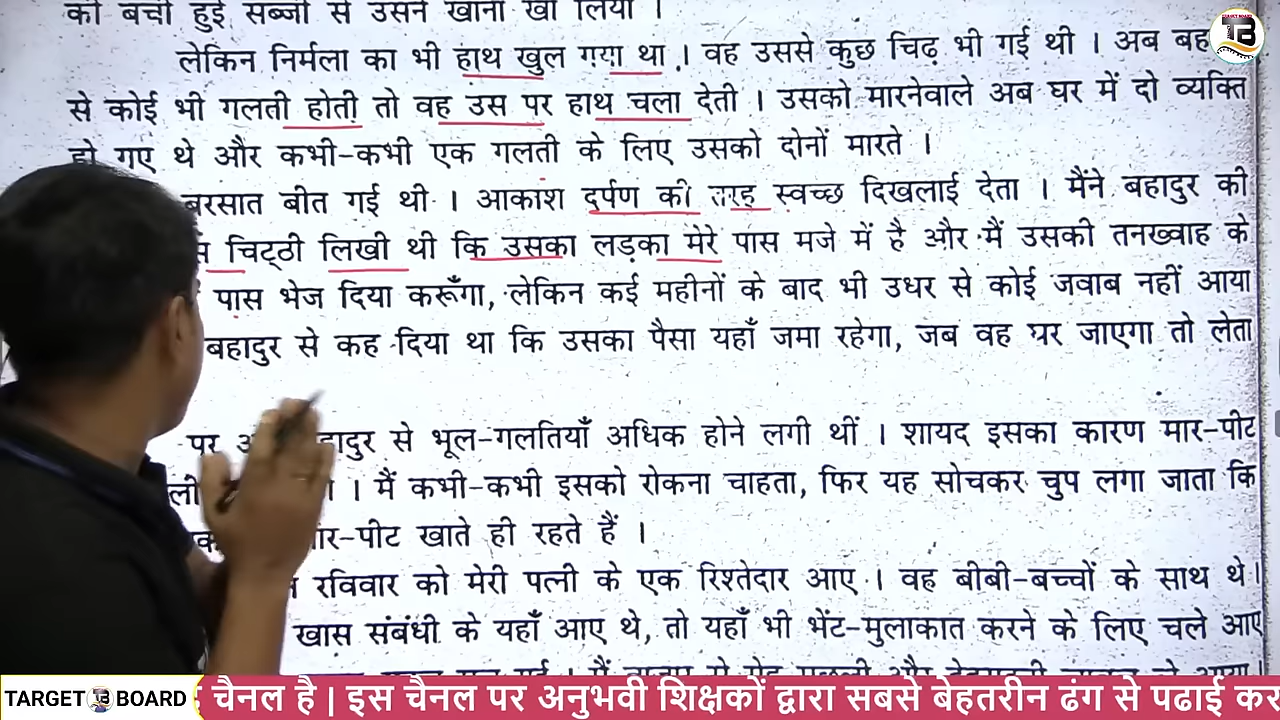 की बची हुई सब्जी से उसने खाना खा लिया ।
लेकिन निर्मला का भी हाथ खुल गया था । वह उससे कुछ चिढ़ भी गई थी । अब बह
से कोई भी गलती होती तो वह उस पर हाथ चला देती । उसको मारनेवाले अब घर में दो व्यक्ति
हो गए थे और कभी-कभी एक गलती के लिए उसको दोनों मारते ।
बरसात बीत गई थी । आकाश दर्पण की तरह स्वच्छ दिखलाई देता । मैंने बहादुर की
चिट्ठी लिखी थी कि उसका लड़का मेरे पास मजे में है और मैं उसकी तनख्वाह के
पास भेज दिया करूँगा, लेकिन कई महीनों के बाद भी उधर से कोई जवाब नहीं आया
बहादुर से कह दिया था कि उसका पैसा यहाँ जमा रहेगा, जब वह घर जाएगा तो लेता
पर हादुर से भूल-गलतियाँ अधिक होने लगी थीं । शायद इसका कारण मार-पीट
। मैं कभी-कभी इसको रोकना चाहता, फिर यह सोचकर चुप लगा जाता कि
र-पीट खाते ही रहते हैं ।
रविवार को मेरी पत्नी के एक रिश्तेदार आए । वह बीबी-बच्चों के साथ थे।
खास संबंधी के यहाँ आए थे, तो यहाँ भी भेंट-मुलाकात करने के लिए चले आए
TARGET TB BOARD चैनल है | इस चैनल पर अनुभवी शिक्षकों द्वारा सबसे बेहतरीन ढंग से पढाई कर